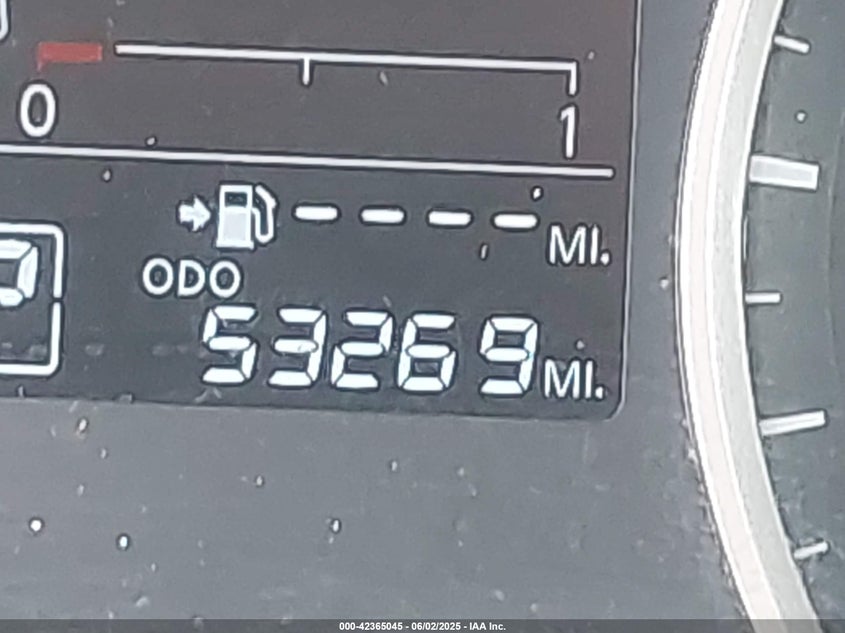 0 1
---- MI.
ODO
53269 MI.
000-42365045 - 06/02/2025 - IAA Inc.